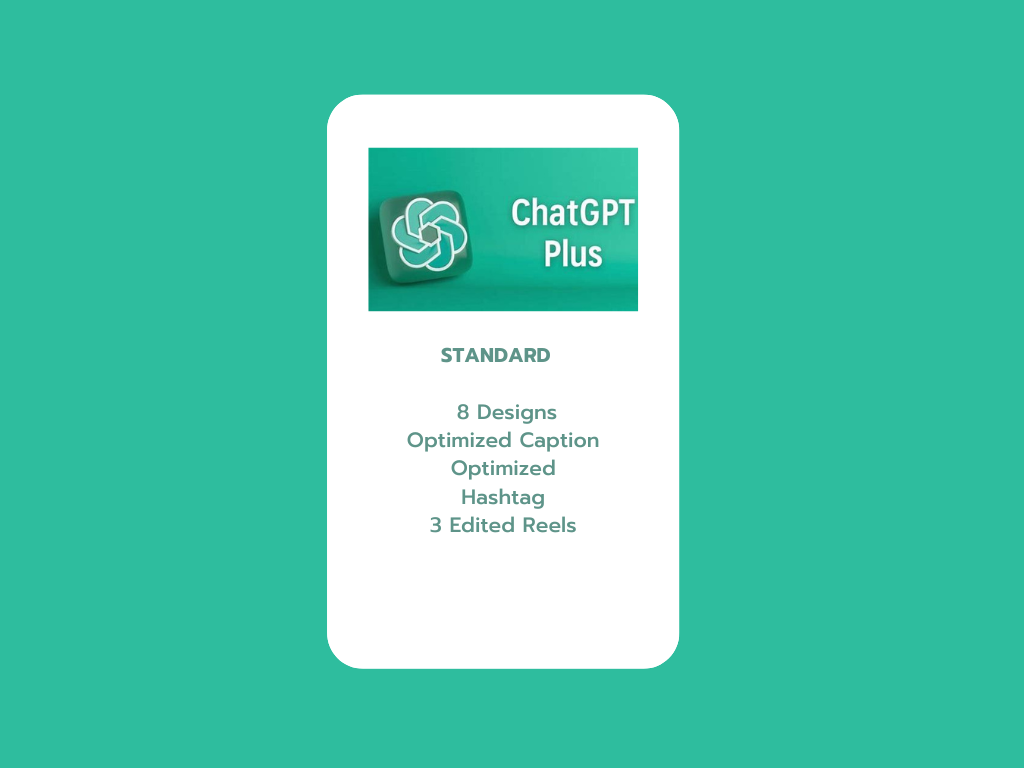 ChatGPT
Plus
STANDARD
8 Designs
Optimized Caption
Optimized
Hashtag
3 Edited Reels